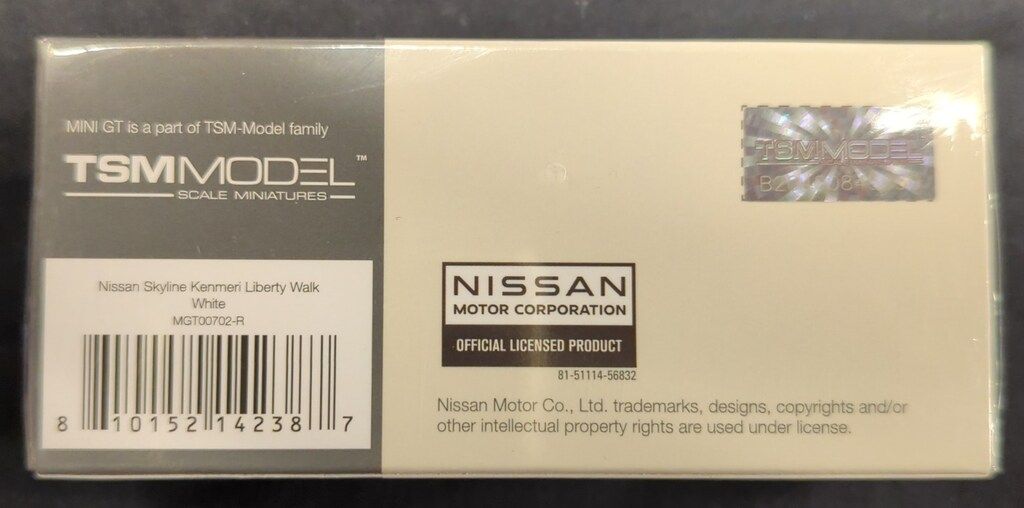 MINI GT is a part of TSM-Model family
TSMMODEL™
SCALE MINIATURES
Nissan Skyline Kenmeri Liberty Walk
White
MGT00702-R
8 10152 14238 7
TSMMODEL
NISSAN
MOTOR CORPORATION
OFFICIAL LICENSED PRODUCT
81-51114-56832
Nissan Motor Co., Ltd. trademarks, designs, copyrights and/or
other intellectual property rights are used under license.